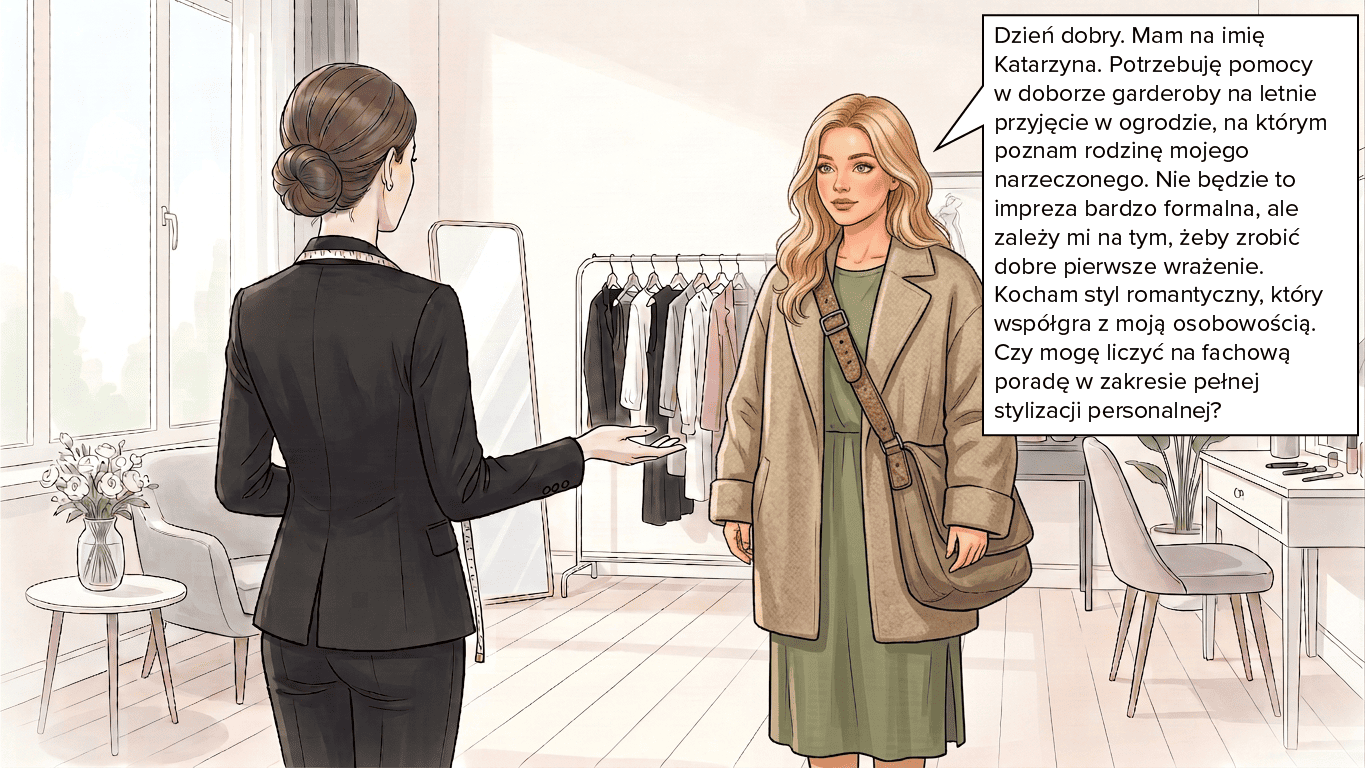 Dzień dobry. Mam na imię
Katarzyna. Potrzebuję pomocy
w doborze garderoby na letnie
przyjęcie w ogrodzie, na którym
poznam rodzinę mojego
narzeczonego. Nie będzie to
impreza bardzo formalna, ale
zależy mi na tym, żeby zrobić
dobre pierwsze wrażenie.
Kocham styl romantyczny, który
współgra z moją osobowością.
Czy mogę liczyć na fachową
poradę w zakresie pełnej
stylizacji personalnej?